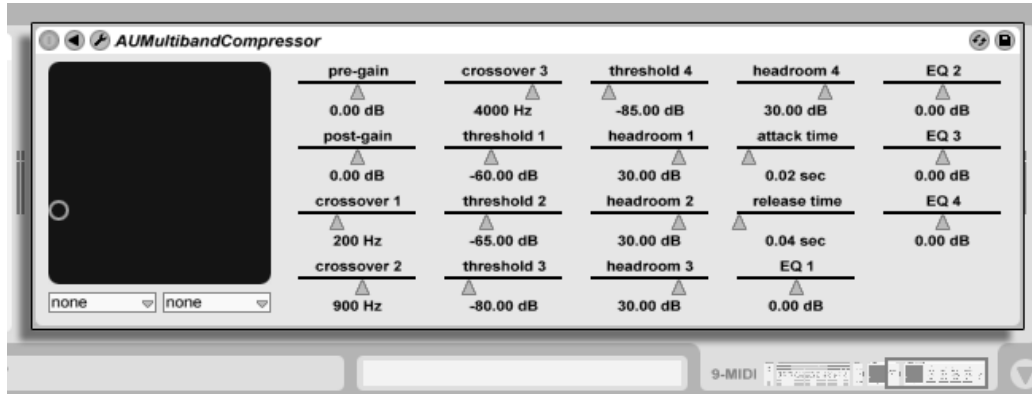 AUMultibandCompressor
pre-gain crossover 3 threshold 4 headroom 4 EQ 2
0.00 dB 4000 Hz -85.00 dB 30.00 dB 0.00 dB
post-gain threshold 1 headroom 1 attack time EQ 3
0.00 dB -60.00 dB 30.00 dB 0.02 sec 0.00 dB
crossover 1 threshold 2 headroom 2 release time EQ 4
200 Hz -65.00 dB 30.00 dB 0.04 sec 0.00 dB
crossover 2 threshold 3 headroom 3 EQ 1
900 Hz -80.00 dB 30.00 dB 0.00 dB
none none
9-MIDI